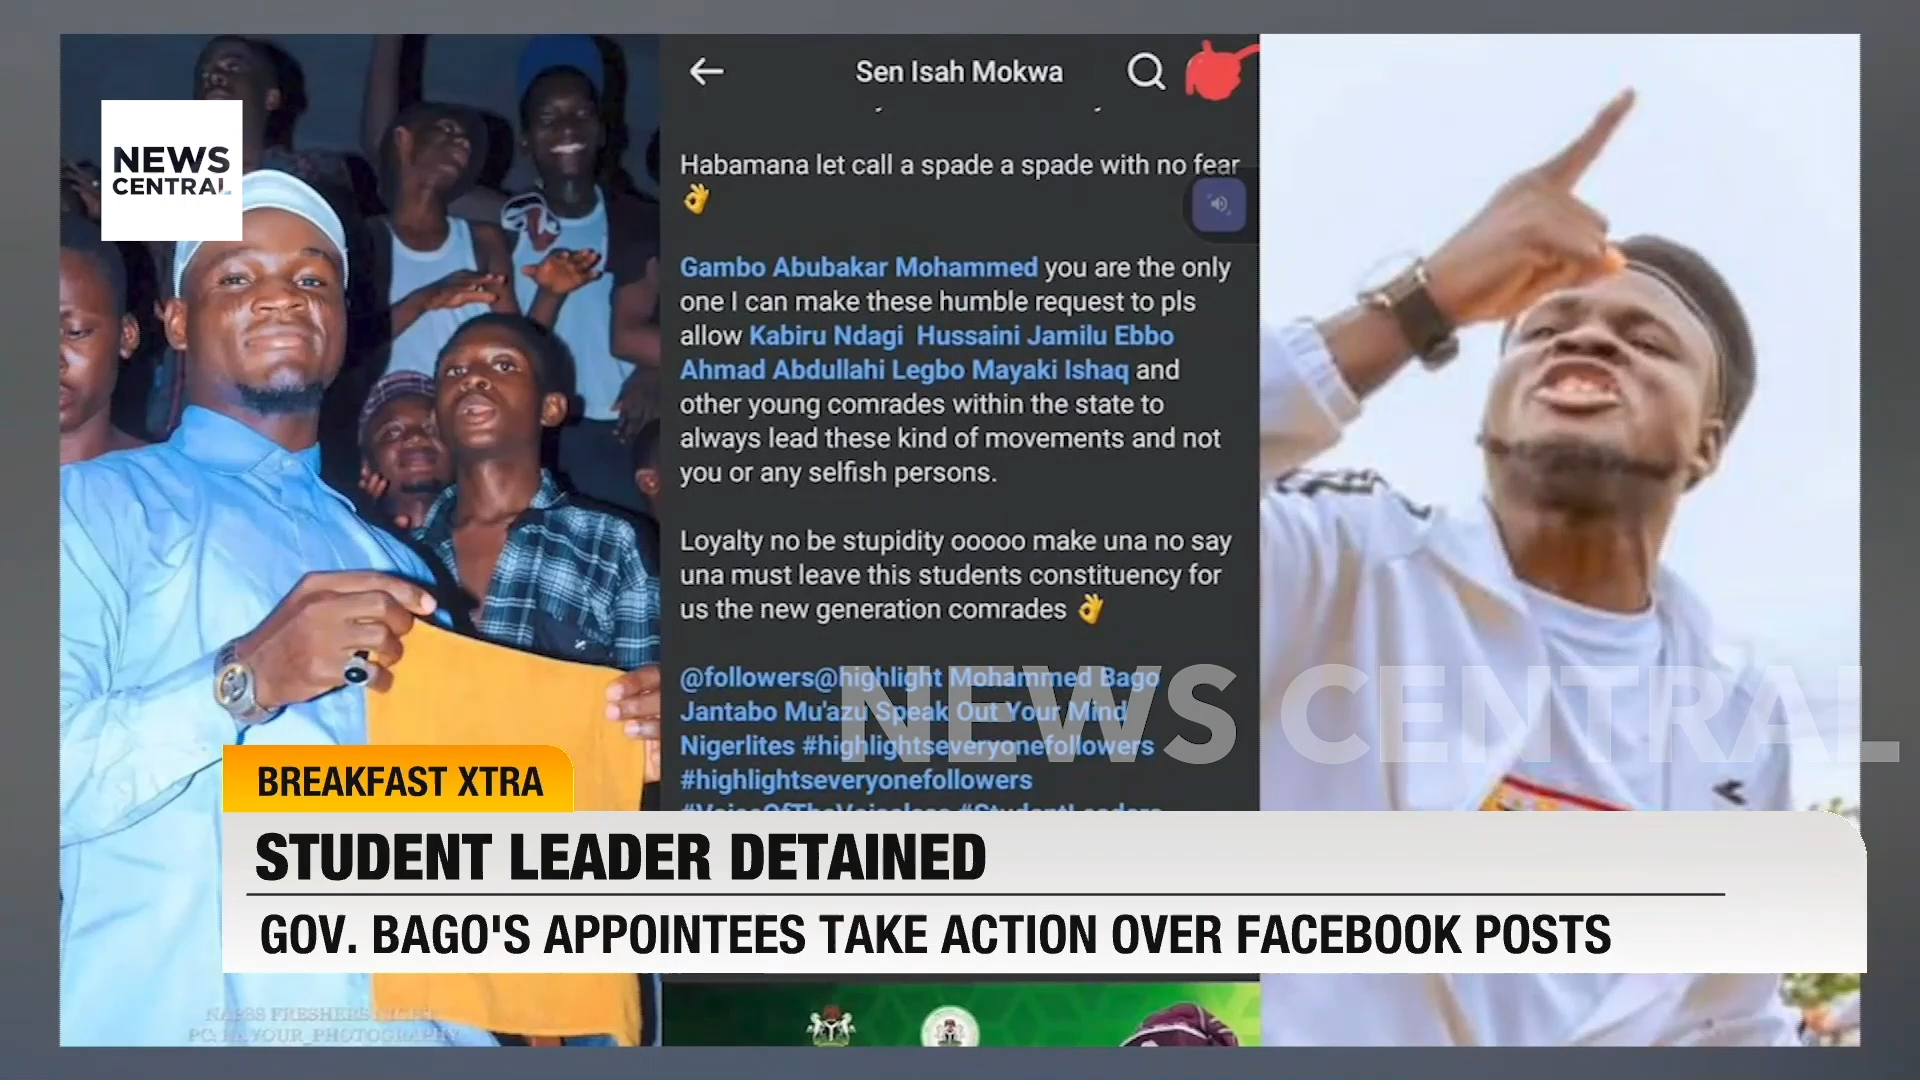 NEWS
CENTRAL
Sen Isah Mokwa
Habamana let call a spade a spade with no fear
👌
Gambo Abubakar Mohammed you are the only
one I can make these humble request to pls
allow Kabiru Ndagi Hussaini Jamilu Ebbo
Ahmad Abdullahi Legbo Mayaki Ishaq and
other young comrades within the state to
always lead these kind of movements and not
you or any selfish persons.
Loyalty no be stupidity ooooo make una no say
una must leave this students constituency for
us the new generation comrades 👌
@followers@highlight Mohammed Bago
Jantabo Mu'azu Speak Out Your Mind
Nigerlites #highlightseveryonefollowers
#highlightseveryonefollowers
#VoiceOfTheVoiceless #StudentLeaders
NEWS CENTRAL
BREAKFAST XTRA
STUDENT LEADER DETAINED
GOV. BAGO'S APPOINTEES TAKE ACTION OVER FACEBOOK POSTS
FRESHERS